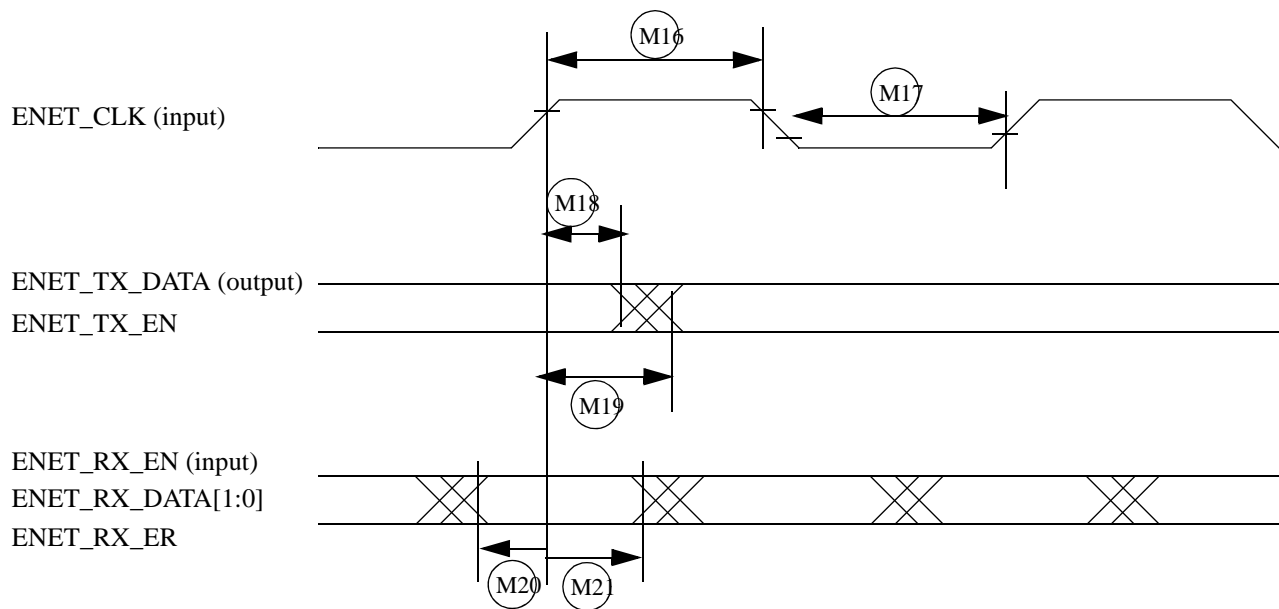 M16
ENET_CLK (input)
M17
M18
ENET_TX_DATA (output)
ENET_TX_EN
M19
ENET_RX_EN (input)
ENET_RX_DATA[1:0]
ENET_RX_ER
M20
M21